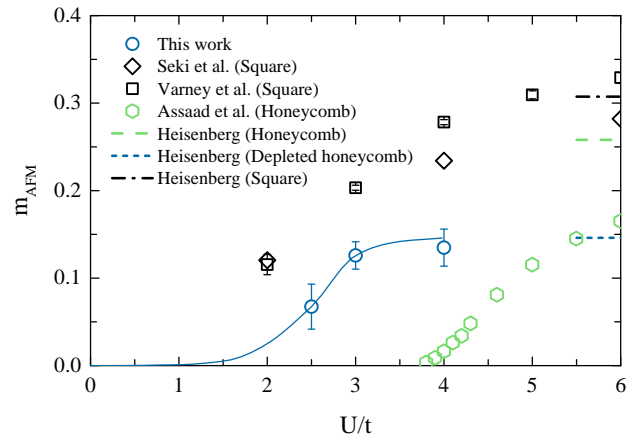 0.4
This work
Seki et al. (Square)
Varney et al. (Square)
0.3
Assaad et al. (Honeycomb)
Heisenberg (Honeycomb)
Heisenberg (Depleted honeycomb)
Heisenberg (Square)
m_AFM
0.2
0.1
0.0
0 1 2 3 4 5 6
U/t